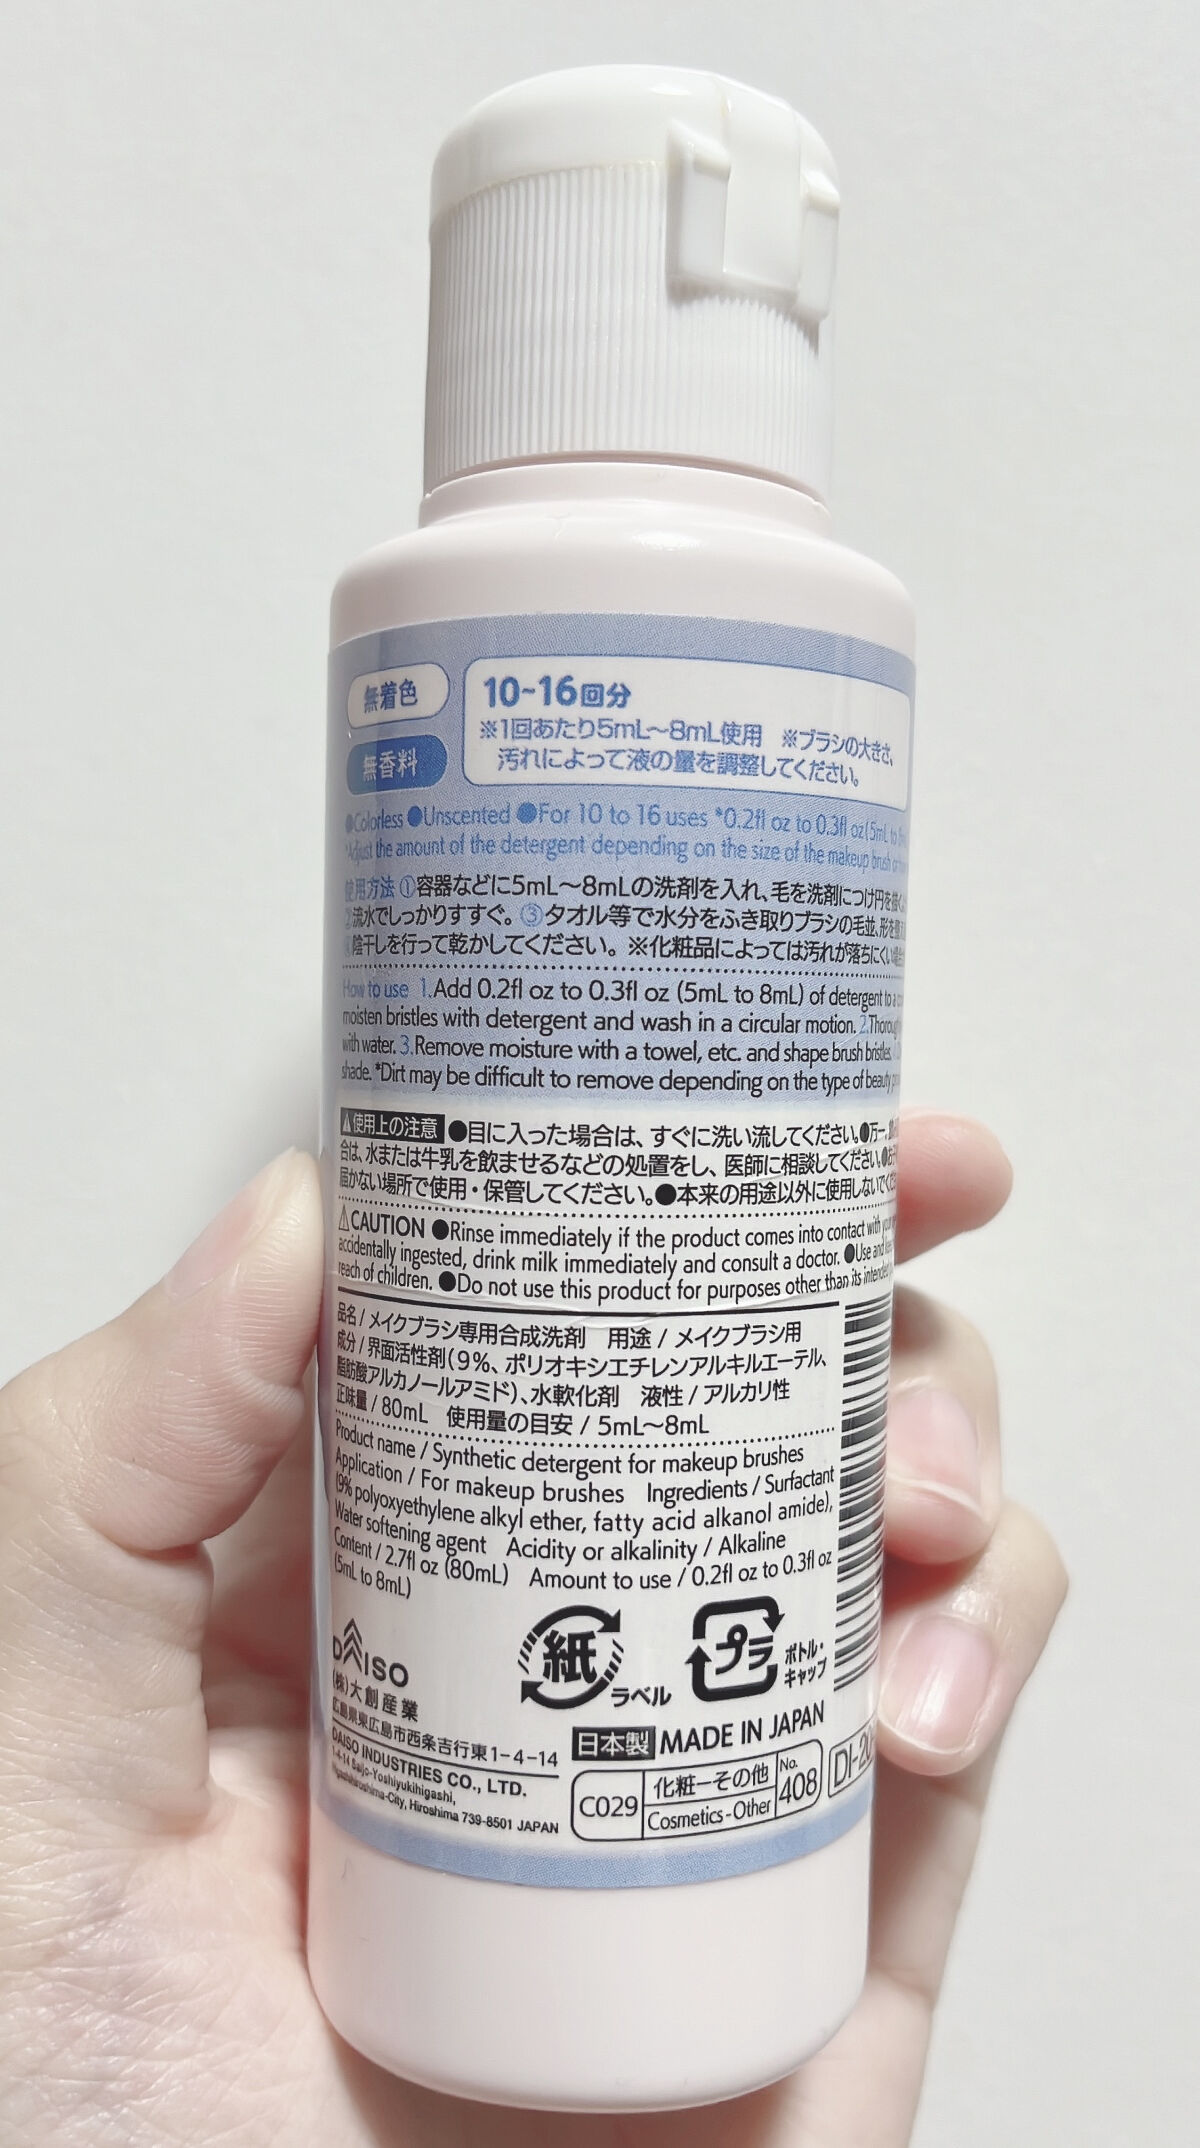 無着色
無香料
10~16回分
※1回あたり5mL~8mL使用 ※ブラシの大きさ、
汚れによって液の量を調整してください。
●Colorless ●Unscented ●For 10 to 16 uses *0.2fl oz to 0.3fl oz(5mL to
*Adjust the amount of the detergent depending on the size of the makeup brush or
使用方法 ①容器などに5mL~8mLの洗剤を入れ、毛を洗剤につけ円を描く
②流水でしっかりすすぐ。③タオル等で水分をふき取りブラシの毛並、形を整
④陰干しを行って乾かしてください。※化粧品によっては汚れが落ちにくい場合
How to use 1.Add 0.2fl oz to 0.3fl oz (5mL to 8mL) of detergent to a
moisten bristles with detergent and wash in a circular motion. 2.Thoroug
with water. 3.Remove moisture with a towel, etc. and shape brush bristles.
shade. *Dirt may be difficult to remove depending on the type of beauty
⚠使用上の注意 ●目に入った場合は、すぐに洗い流してください。●万一、
合は、水または牛乳を飲ませるなどの処置をし、医師に相談してください。●お子
届かない場所で使用・保管してください。●本来の用途以外に使用しないでくだ
⚠CAUTION ●Rinse immediately if the product comes into contact with your
accidentally ingested, drink milk immediately and consult a doctor. ●Use and
reach of children. ●Do not use this product for purposes other than its intended
品名 / メイクブラシ専用合成洗剤 用途 / メイクブラシ用
成分 / 界面活性剤(9%、ポリオキシエチレンアルキルエーテル、
脂肪酸アルカノールアミド)、水軟化剤 液性 / アルカリ性
正味量 / 80mL 使用量の目安 / 5mL~8mL
Product name / Synthetic detergent for makeup brushes
Application / For makeup brushes Ingredients / Surfactant
(9% polyoxyethylene alkyl ether, fatty acid alkanol amide),
Water softening agent Acidity or alkalinity / Alkaline
Content / 2.7fl oz (80mL) Amount to use / 0.2fl oz to 0.3fl oz
(5mL to 8mL)
DAISO
(株)大創産業
広島県東広島市西条吉行東1-4-14
DAISO INDUSTRIES CO., LTD.
1-4-14 Saijo-Yoshiyukihigashi,
Higashihiroshima-City, Hiroshima 739-8501 JAPAN
紙
ラベル
プラ
ボトル・
キャップ
日本製 MADE IN JAPAN
C029
化粧-その他
Cosmetics-Other
No.
408
DI-20